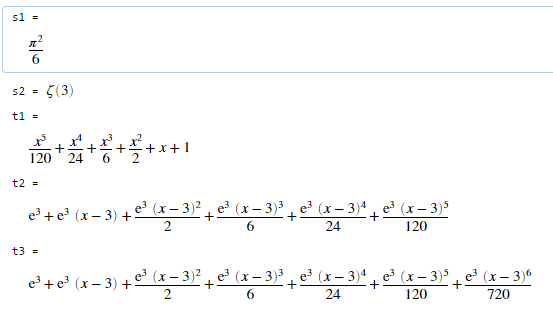 s1 =
π²/6
s2 = ζ(3)
t1 =
x⁵/120 + x⁴/24 + x³/6 + x²/2 + x + 1
t2 =
e³ + e³ (x − 3) + e³ (x − 3)²/2 + e³ (x − 3)³/6 + e³ (x − 3)⁴/24 + e³ (x − 3)⁵/120
t3 =
e³ + e³ (x − 3) + e³ (x − 3)²/2 + e³ (x − 3)³/6 + e³ (x − 3)⁴/24 + e³ (x − 3)⁵/120 + e³ (x − 3)⁶/720